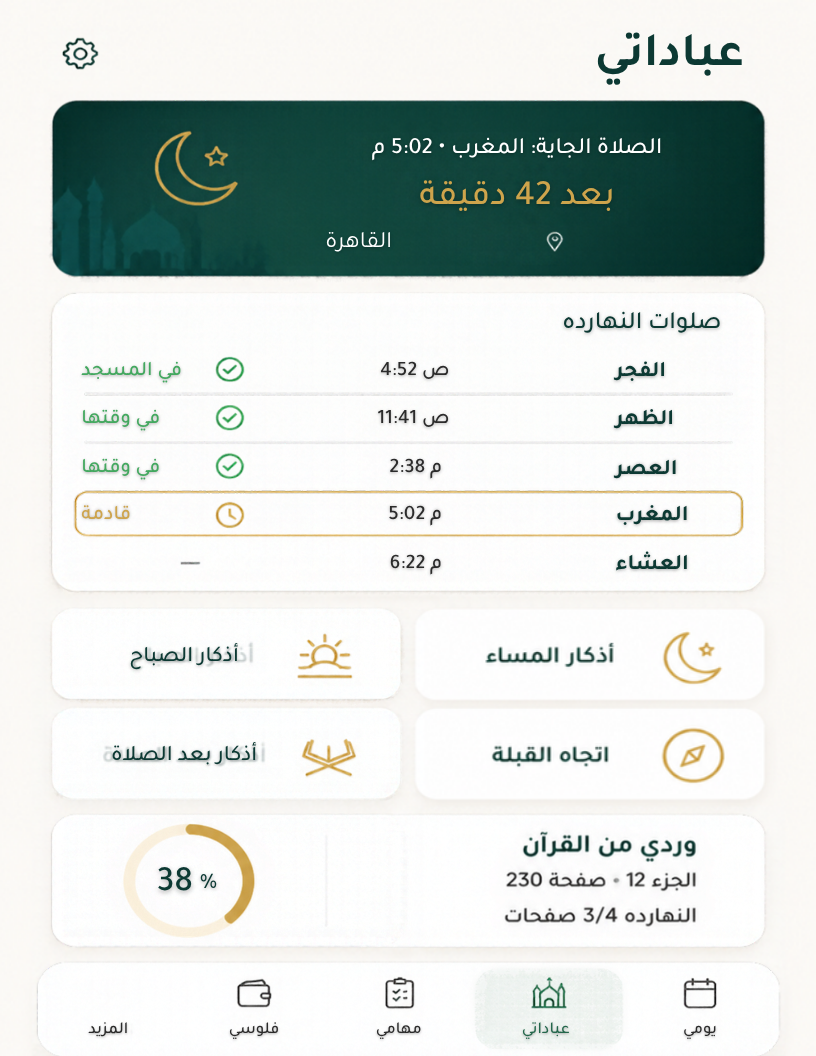 عباداتي
الصلاة الجاية: المغرب • 5:02 م
بعد 42 دقيقة
القاهرة
صلوات النهارده
الفجر 4:52 ص في المسجد
الظهر 11:41 ص في وقتها
العصر 2:38 م في وقتها
المغرب 5:02 م قادمة
العشاء 6:22 م —
أذكار المساء
أذكار الصباح
اتجاه القبلة
أذكار بعد الصلاة
وردي من القرآن
الجزء 12 • صفحة 230
النهارده 3/4 صفحات
38 %
يومي
عباداتي
مهامي
فلوسي
المزيد